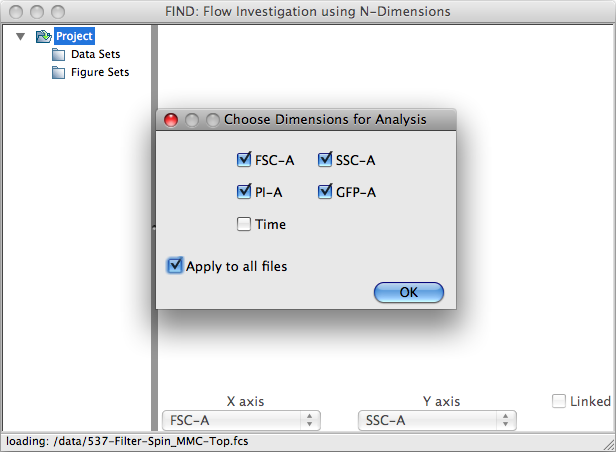 FIND: Flow Investigation using N-Dimensions
Project
Data Sets
Figure Sets
Choose Dimensions for Analysis
FSC-A SSC-A
PI-A GFP-A
Time
Apply to all files
OK
X axis Y axis Linked
FSC-A SSC-A
loading: /data/537-Filter-Spin_MMC-Top.fcs